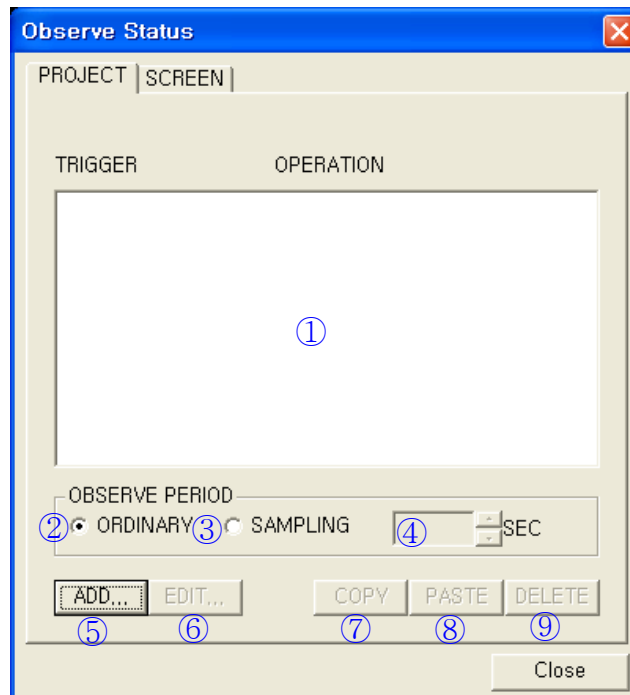 Observe Status
PROJECT SCREEN
TRIGGER OPERATION
①
OBSERVE PERIOD
② ORDINARY ③ SAMPLING ④ SEC
ADD... EDIT... COPY PASTE DELETE
⑤ ⑥ ⑦ ⑧ ⑨
Close